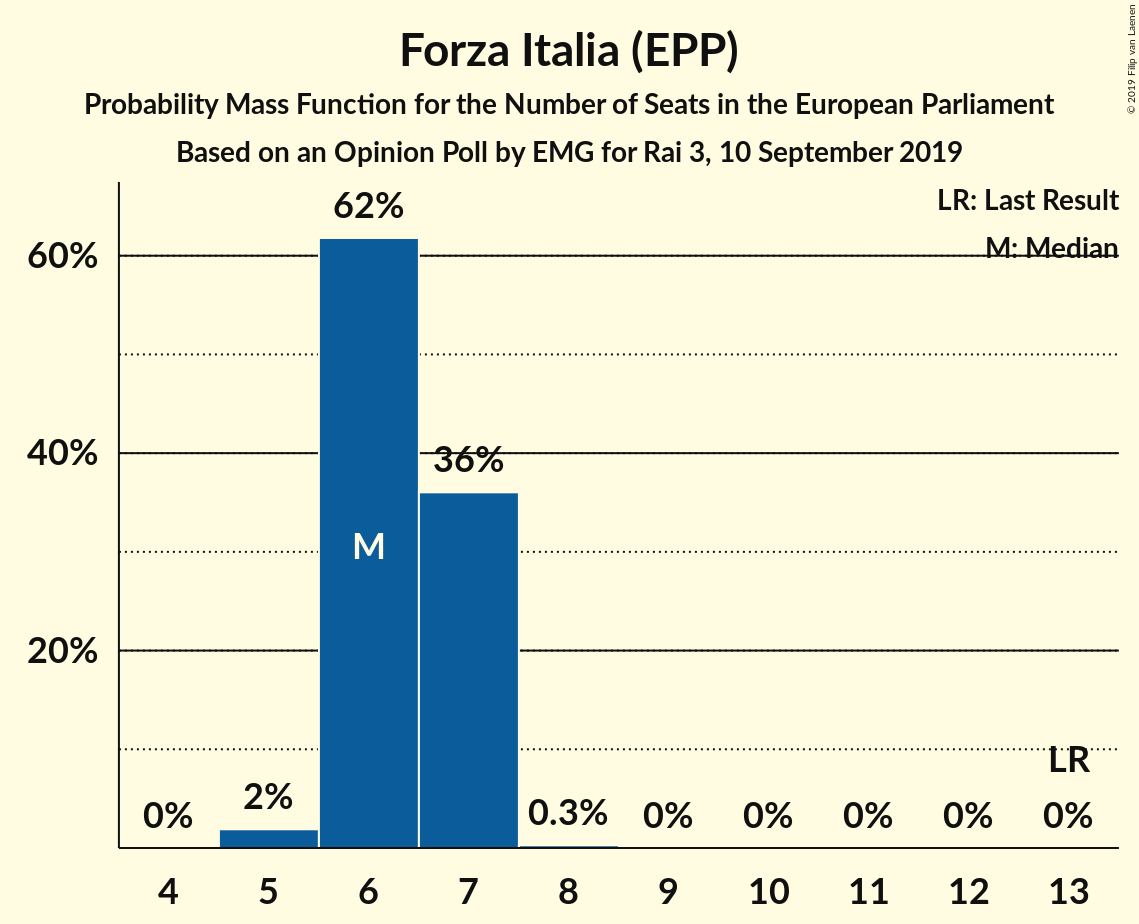 Forza Italia (EPP)
Probability Mass Function for the Number of Seats in the European Parliament
Based on an Opinion Poll by EMG for Rai 3, 10 September 2019
© 2019 Filip van Laenen
LR: Last Result
M: Median
60%
40%
20%
0%
2%
62%
M
36%
0.3%
0%
0%
0%
0%
LR
0%
4 5 6 7 8 9 10 11 12 13